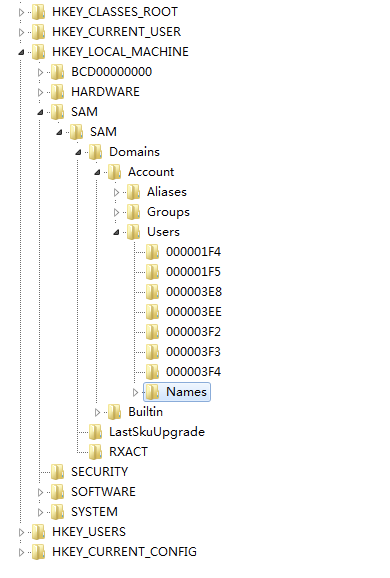 HKEY_CLASSES_ROOT
HKEY_CURRENT_USER
HKEY_LOCAL_MACHINE
BCD00000000
HARDWARE
SAM
SAM
Domains
Account
Aliases
Groups
Users
000001F4
000001F5
000003E8
000003EE
000003F2
000003F3
000003F4
Names
Builtin
LastSkuUpgrade
RXACT
SECURITY
SOFTWARE
SYSTEM
HKEY_USERS
HKEY_CURRENT_CONFIG